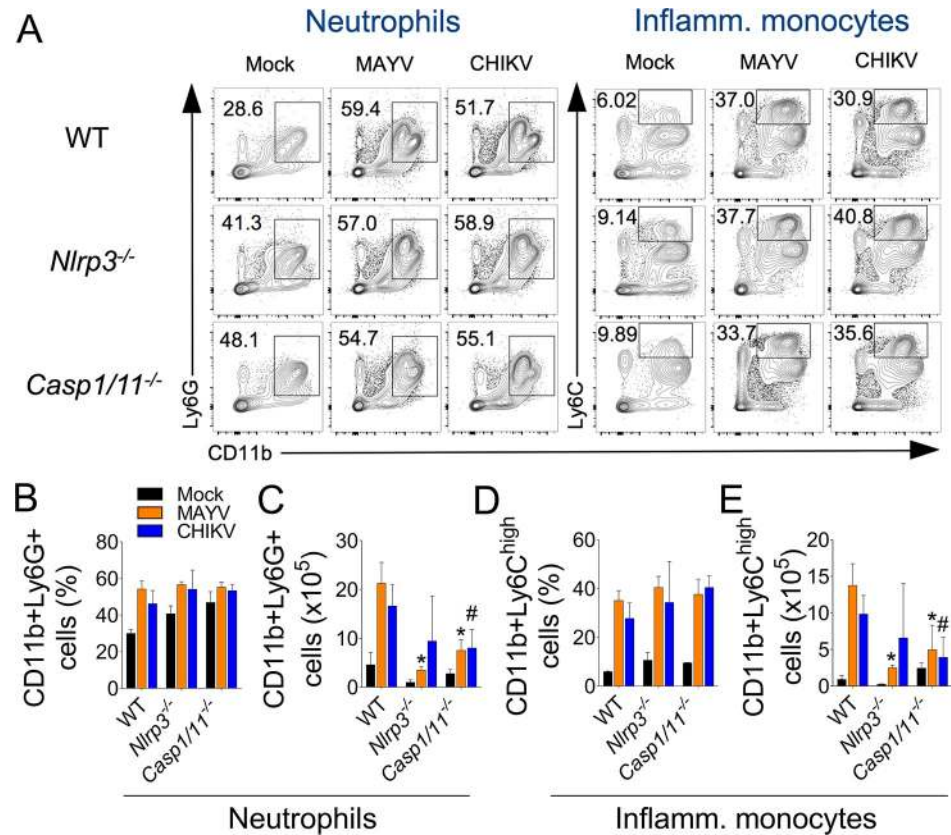 A
Neutrophils
Inflamm. monocytes
Mock
MAYV
CHIKV
Mock
MAYV
CHIKV
WT
28.6
59.4
51.7
6.02
37.0
30.9
Nlrp3-/-
41.3
57.0
58.9
9.14
37.7
40.8
Casp1/11-/-
48.1
54.7
55.1
9.89
33.7
35.6
Ly6G
Ly6C
CD11b
B
Mock
MAYV
CHIKV
CD11b+Ly6G+
cells (%)
80
60
40
20
0
WT
Nlrp3-/-
Casp1/11-/-
C
CD11b+Ly6G+
cells (x10^5)
30
20
10
0
*
*
#
WT
Nlrp3-/-
Casp1/11-/-
Neutrophils
D
CD11b+Ly6C^high
cells (%)
80
60
40
20
0
WT
Nlrp3-/-
Casp1/11-/-
E
CD11b+Ly6C^high
cells (x10^5)
20
15
10
5
0
*
*
#
WT
Nlrp3-/-
Casp1/11-/-
Inflamm. monocytes